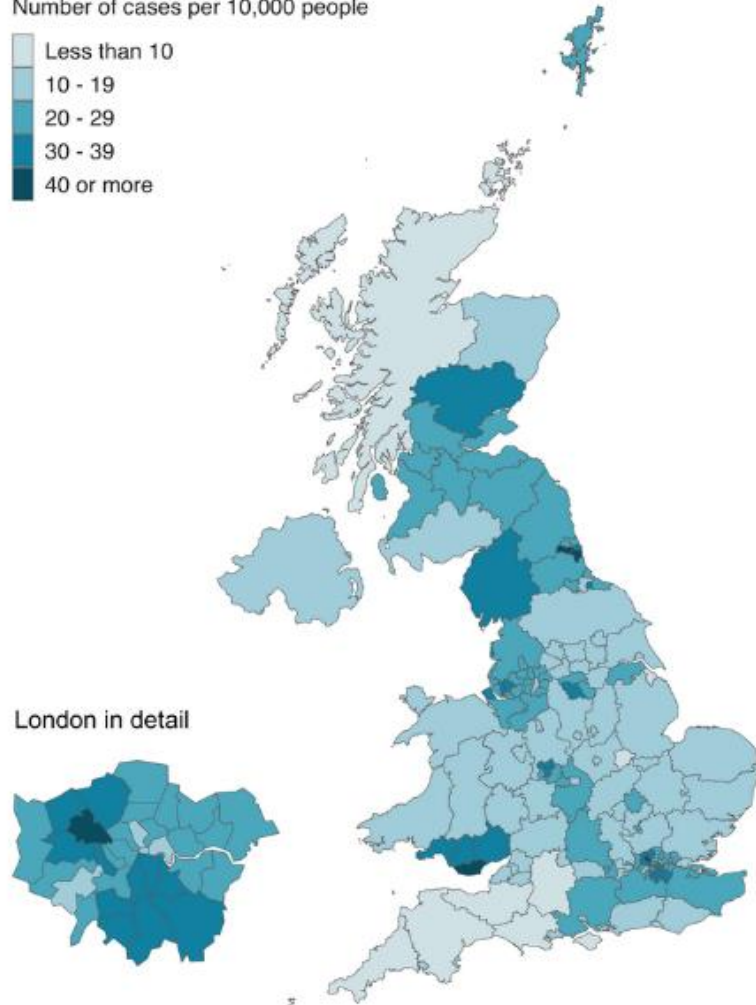 Number of cases per 10,000 people
Less than 10
10 - 19
20 - 29
30 - 39
40 or more
London in detail